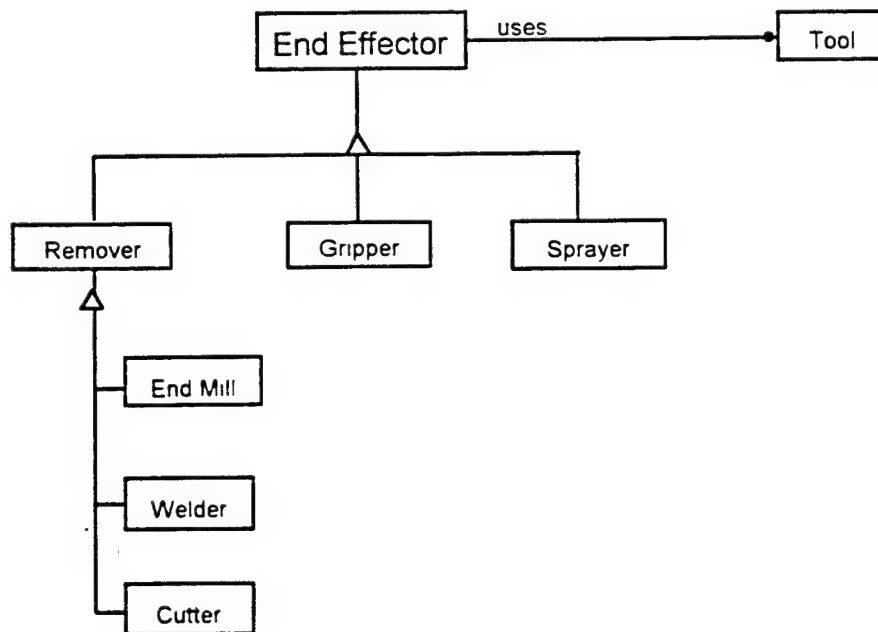 End Effector
uses
Tool
Remover
Gripper
Sprayer
End Mill
Welder
Cutter